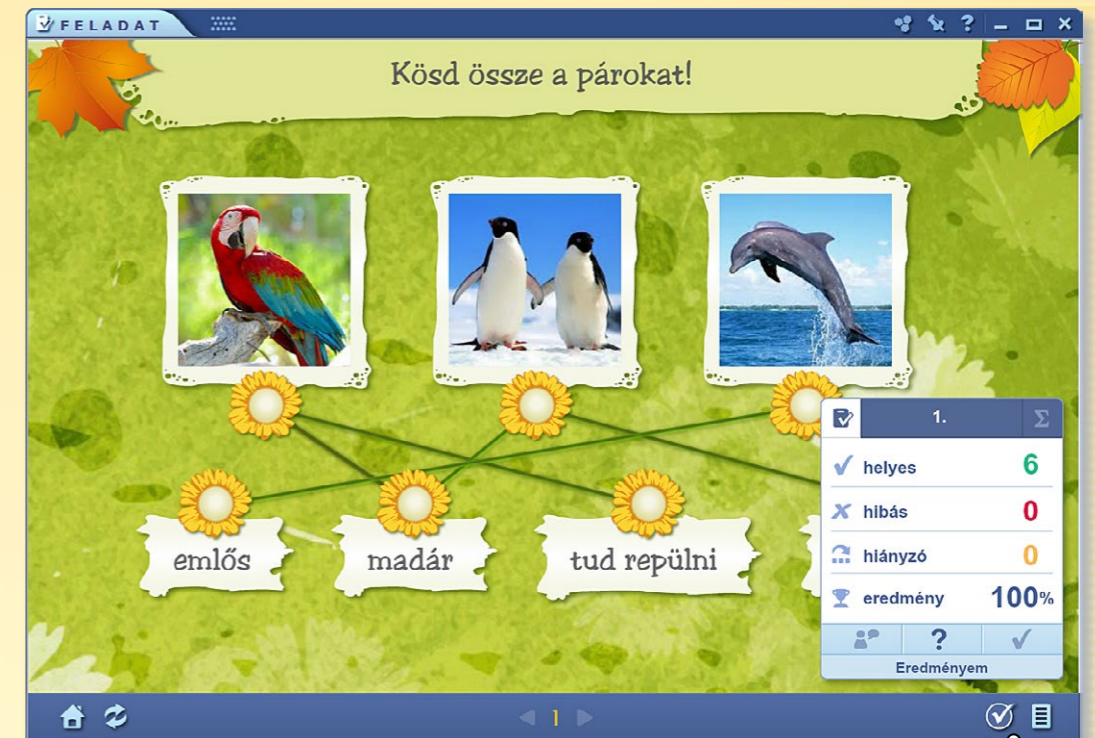 FELADAT
Kösd össze a párokat!
emlős
madár
tud repülni
1.
Σ
helyes 6
hibás 0
hiányzó 0
eredmény 100%
?
Eredményem
1